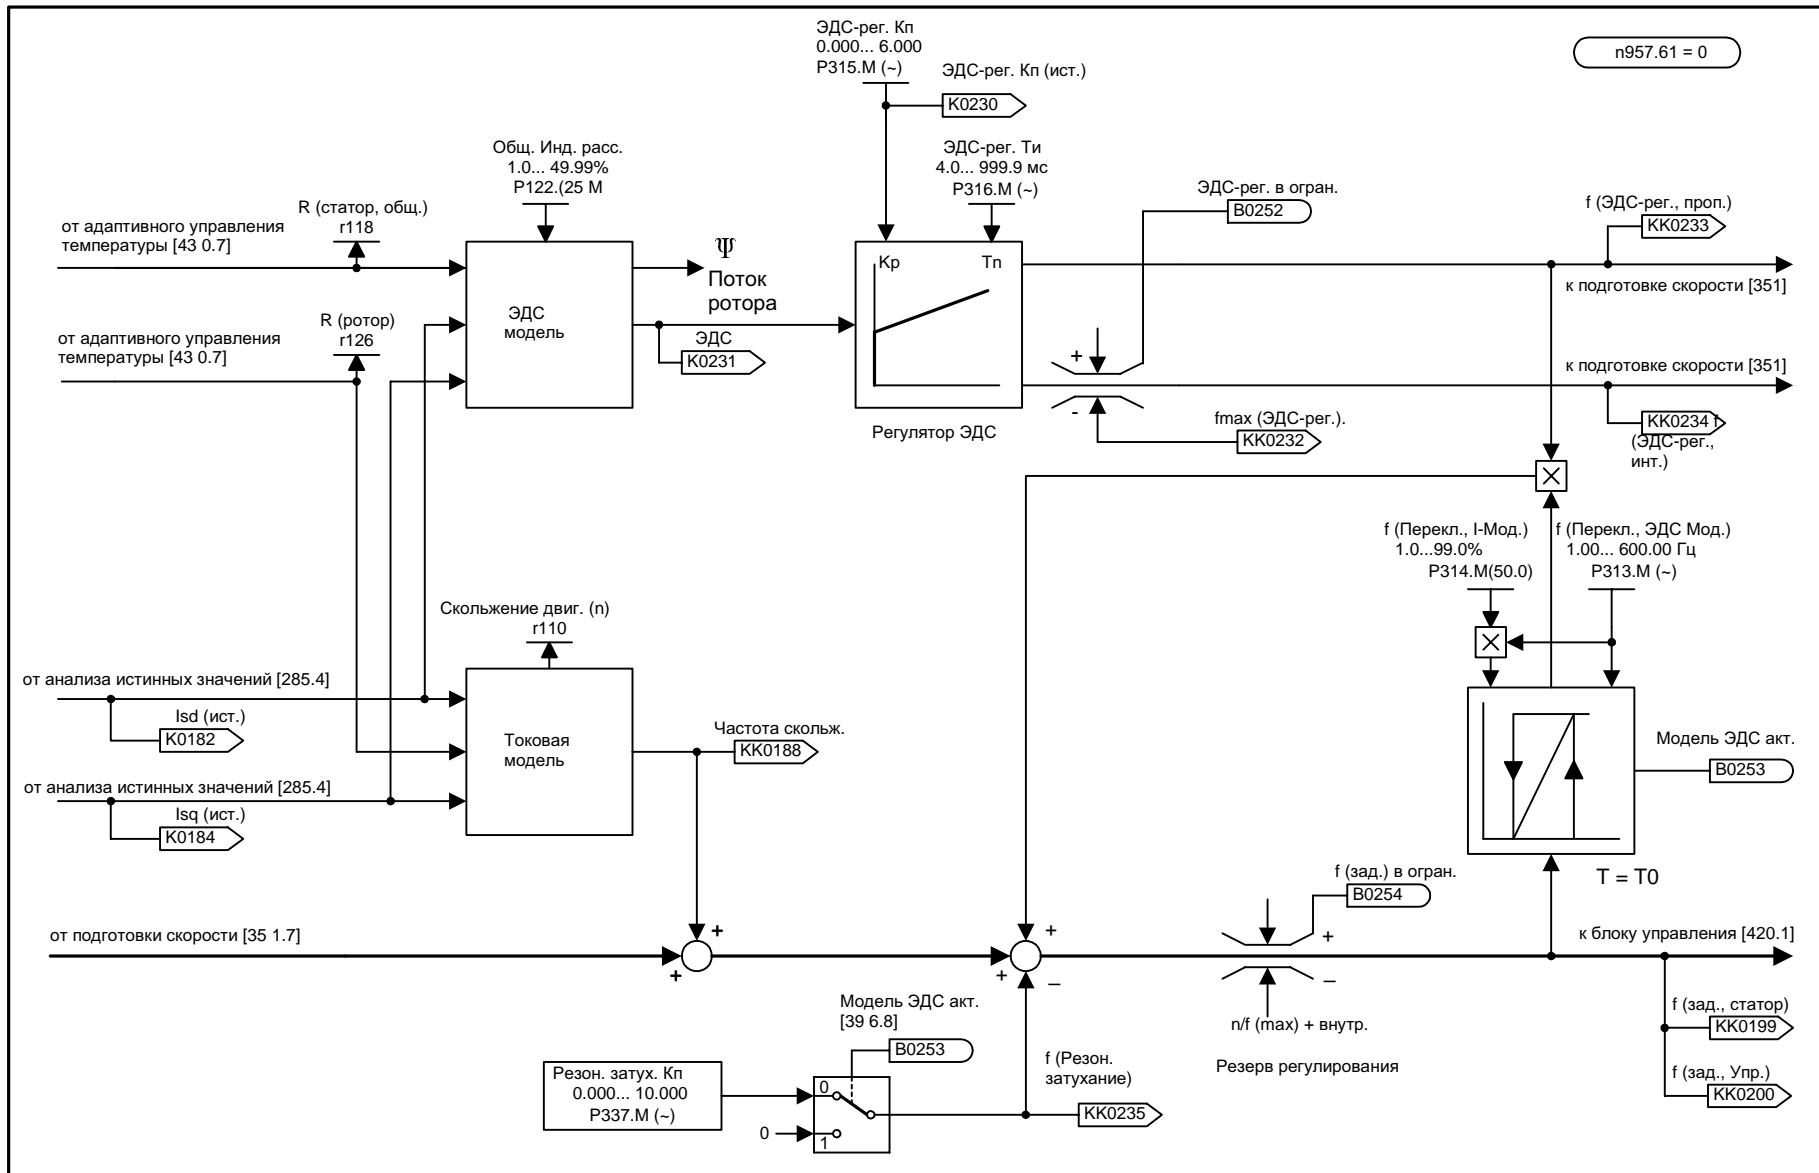 ЭДС-рег. Кп
0.000... 6.000
P315.M (~)
n957.61 = 0
ЭДС-рег. Кп (ист.)
K0230
Общ. Инд. расс.
1.0... 49.99%
P122.(25 M
ЭДС-рег. Ти
4.0... 999.9 мс
P316.M (~)
ЭДС-рег. в огран.
B0252
R (статор, общ.)
r118
от адаптивного управления
температуры [43 0.7]
f (ЭДС-рег., проп.)
KK0233
Ψ
Поток
ротора
Kp
Tn
к подготовке скорости [351]
ЭДС
модель
R (ротор)
r126
от адаптивного управления
температуры [43 0.7]
ЭДС
K0231
+
-
к подготовке скорости [351]
Регулятор ЭДС
fmax (ЭДС-рег.).
KK0232
KK0234 f
(ЭДС-рег.,
инт.)
f (Перекл., I-Мод.)
1.0...99.0%
P314.M(50.0)
f (Перекл., ЭДС Мод.)
1.00... 600.00 Гц
P313.M (~)
Скольжение двиг. (n)
r110
от анализа истинных значений [285.4]
Isd (ист.)
K0182
Токовая
модель
Частота скольж.
KK0188
Модель ЭДС акт.
B0253
от анализа истинных значений [285.4]
Isq (ист.)
K0184
T = T0
f (зад.) в огран.
B0254
от подготовки скорости [35 1.7]
+
+
+
+
–
+
–
к блоку управления [420.1]
n/f (max) + внутр.
Резерв регулирования
Модель ЭДС акт.
[39 6.8]
B0253
f (зад., статор)
KK0199
f (Резон.
затухание)
KK0235
f (зад., Упр.)
KK0200
Резон. затух. Кп
0.000... 10.000
P337.M (~)
0
0
1